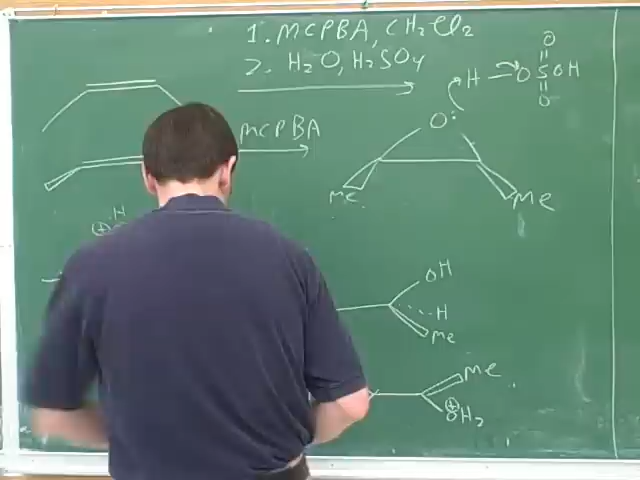 1. MCPBA, CH2Cl2
2. H2O, H2SO4
O
H — O S OH
O
MCPBA
O:
Me
Me
H
⊕
OH
H
Me
Me
⊕
OH2